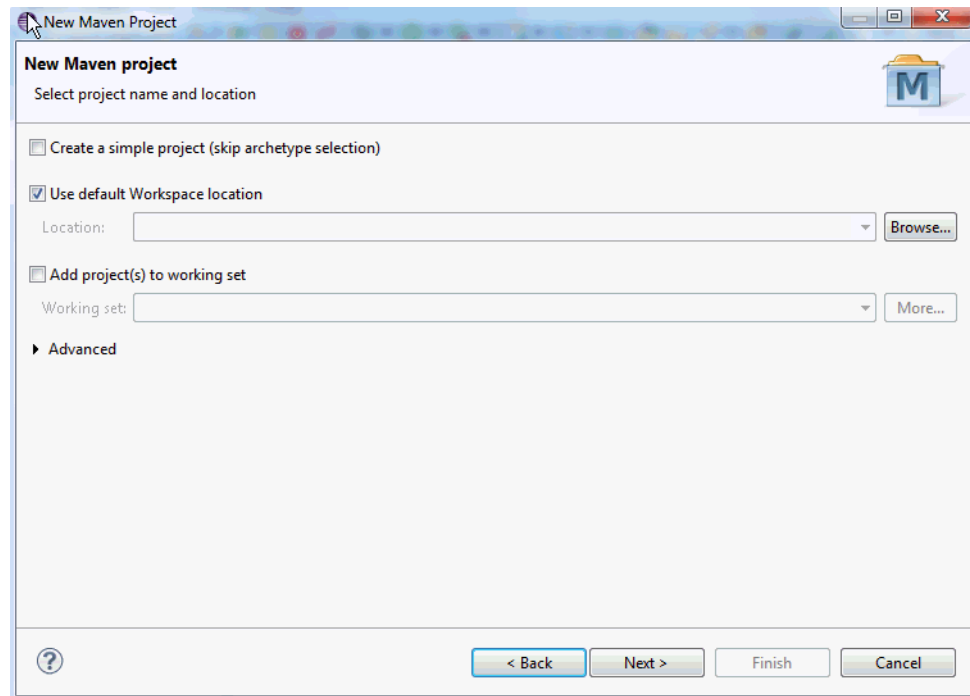 New Maven Project
New Maven project
Select project name and location
M
Create a simple project (skip archetype selection)
Use default Workspace location
Location:
Browse...
Add project(s) to working set
Working set:
More...
Advanced
?
< Back
Next >
Finish
Cancel